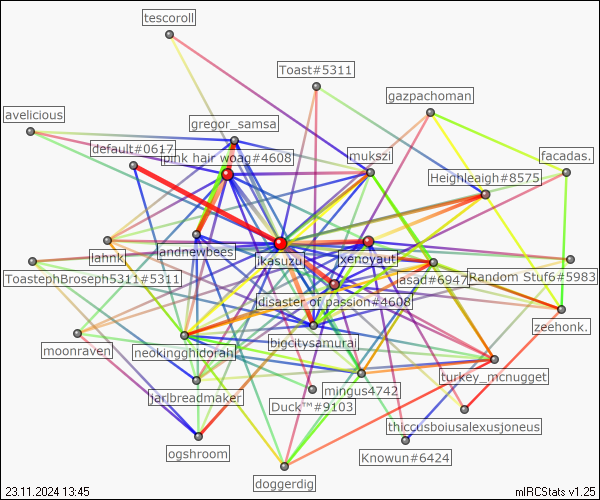 tescoroll
Toast#5311
gazpachoman
avelicious
gregor_samsa
default#0617
pink hair woag#4608
mukszi
facadas.
Heighleaigh#8575
lahnk
landnewbees
ikasuzu
xenoyaut
ToastephBroseph5311#5311
asad#6947
Random Stuf6#5983
disaster of passion#4608
zeehonk.
moonraven
neokingghidorah
bigcitysamurai
jarlbreadmaker
mingus4742
turkey_mcnugget
Duck™#9103
thiccusboiusalexusjoneus
ogshroom
Knowun#6424
doggerdig
23.11.2024 13:45
mIRCStats v1.25